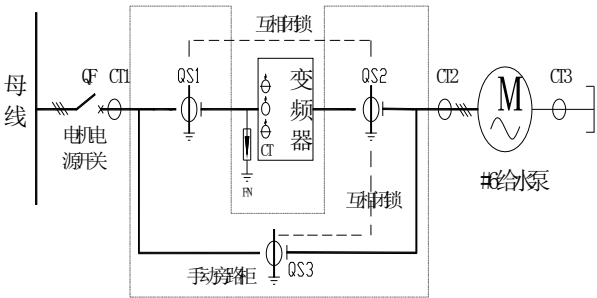 互相闭锁
母线
QF
CT1
QS1
变频器
QS2
CT2
M
CT3
电机电
源开关
CT
FN
#6给水泵
互相闭锁
手动旁路柜
QS3